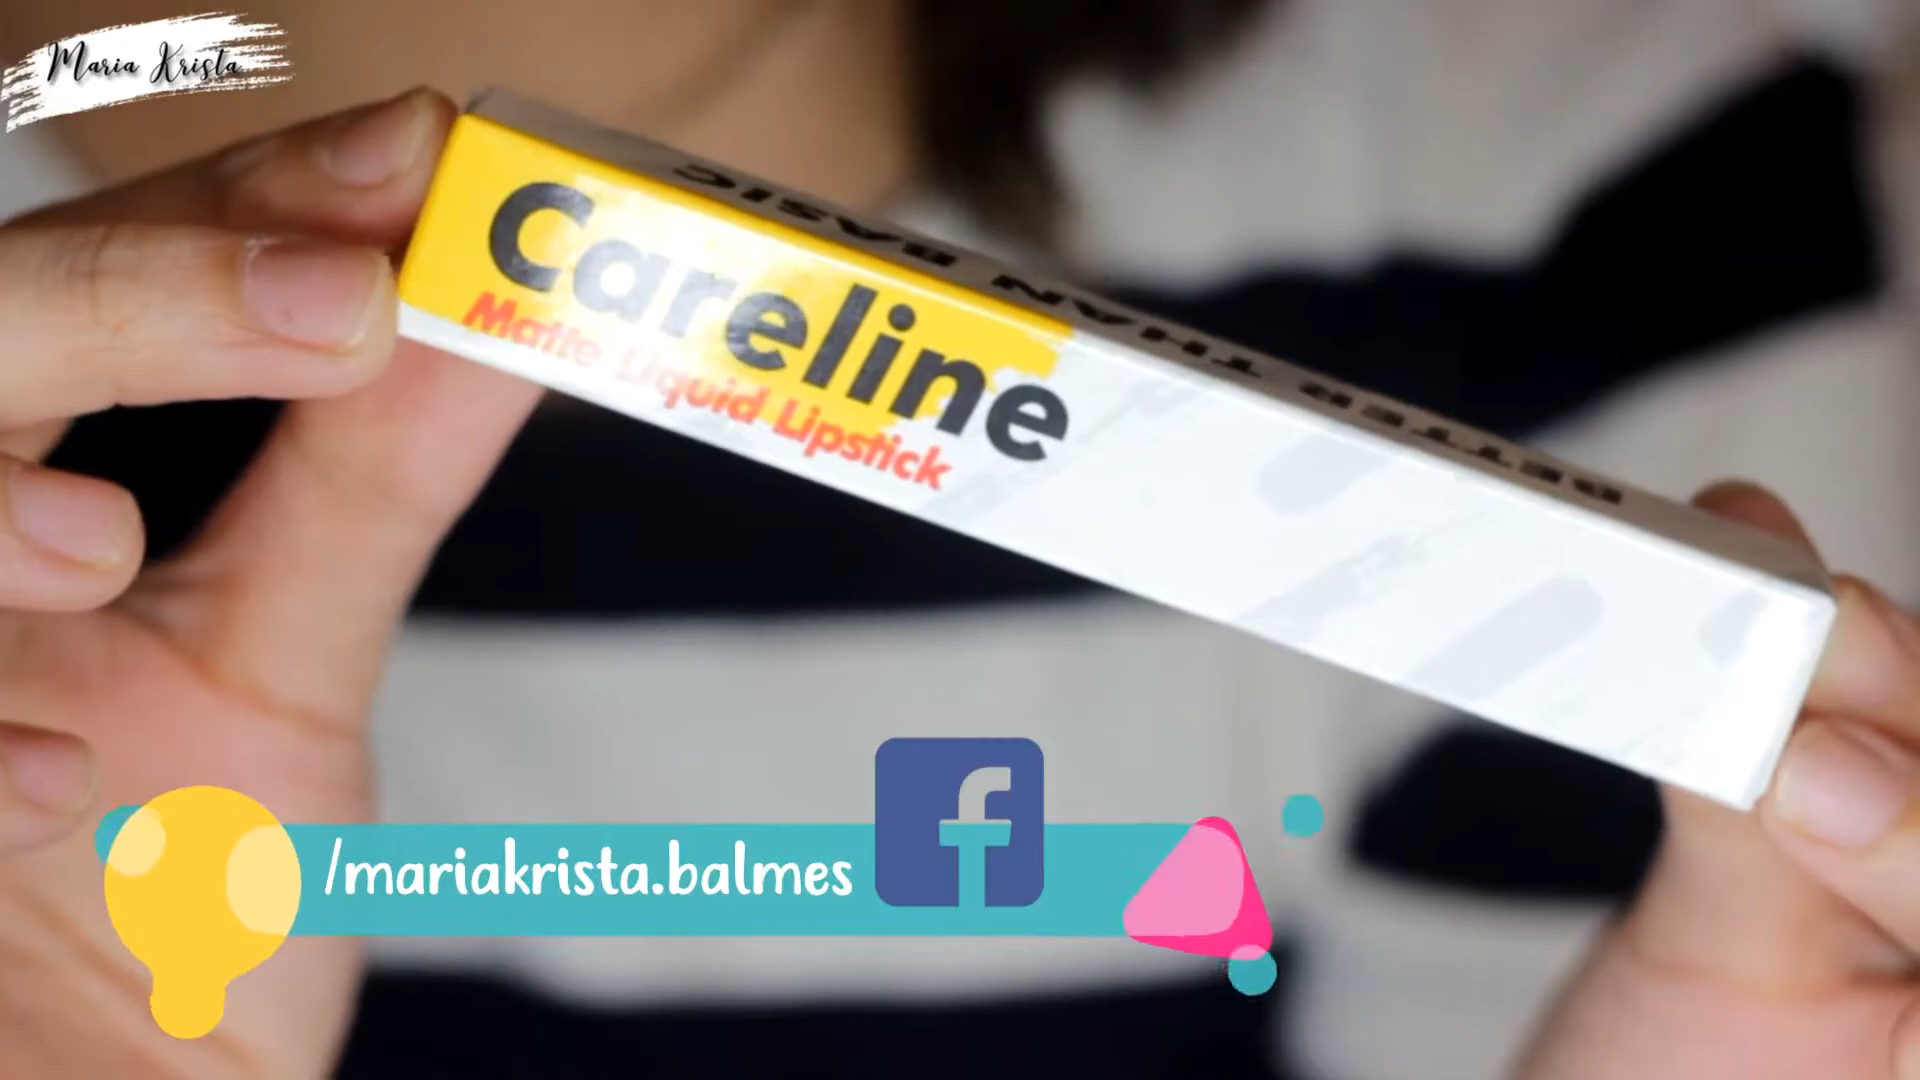 Maria Krista
Careline
Matte Liquid Lipstick
BETTER THAN BASIC
/mariakrista.balmes
f